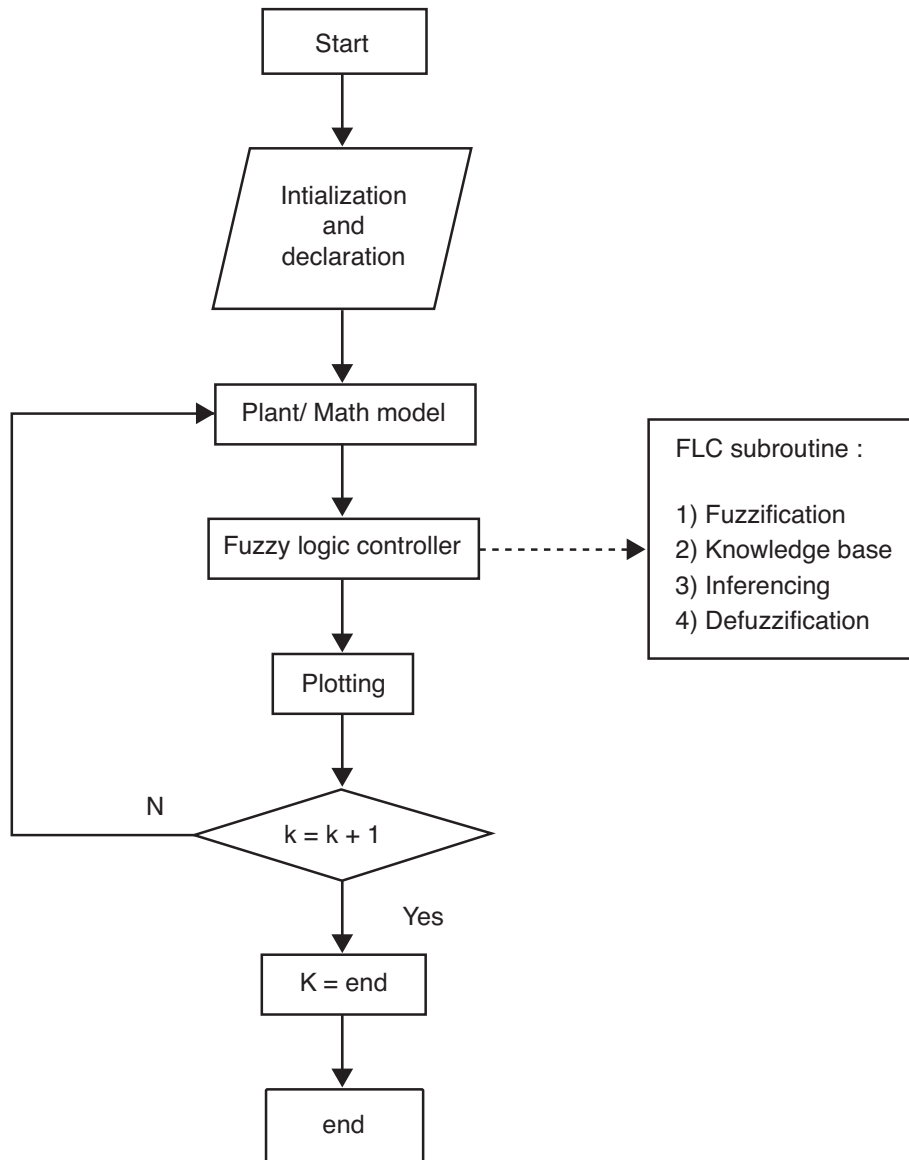 Start
Intialization
and
declaration
Plant/ Math model
Fuzzy logic controller
FLC subroutine :
1) Fuzzification
2) Knowledge base
3) Inferencing
4) Defuzzification
Plotting
N
k = k + 1
Yes
K = end
end